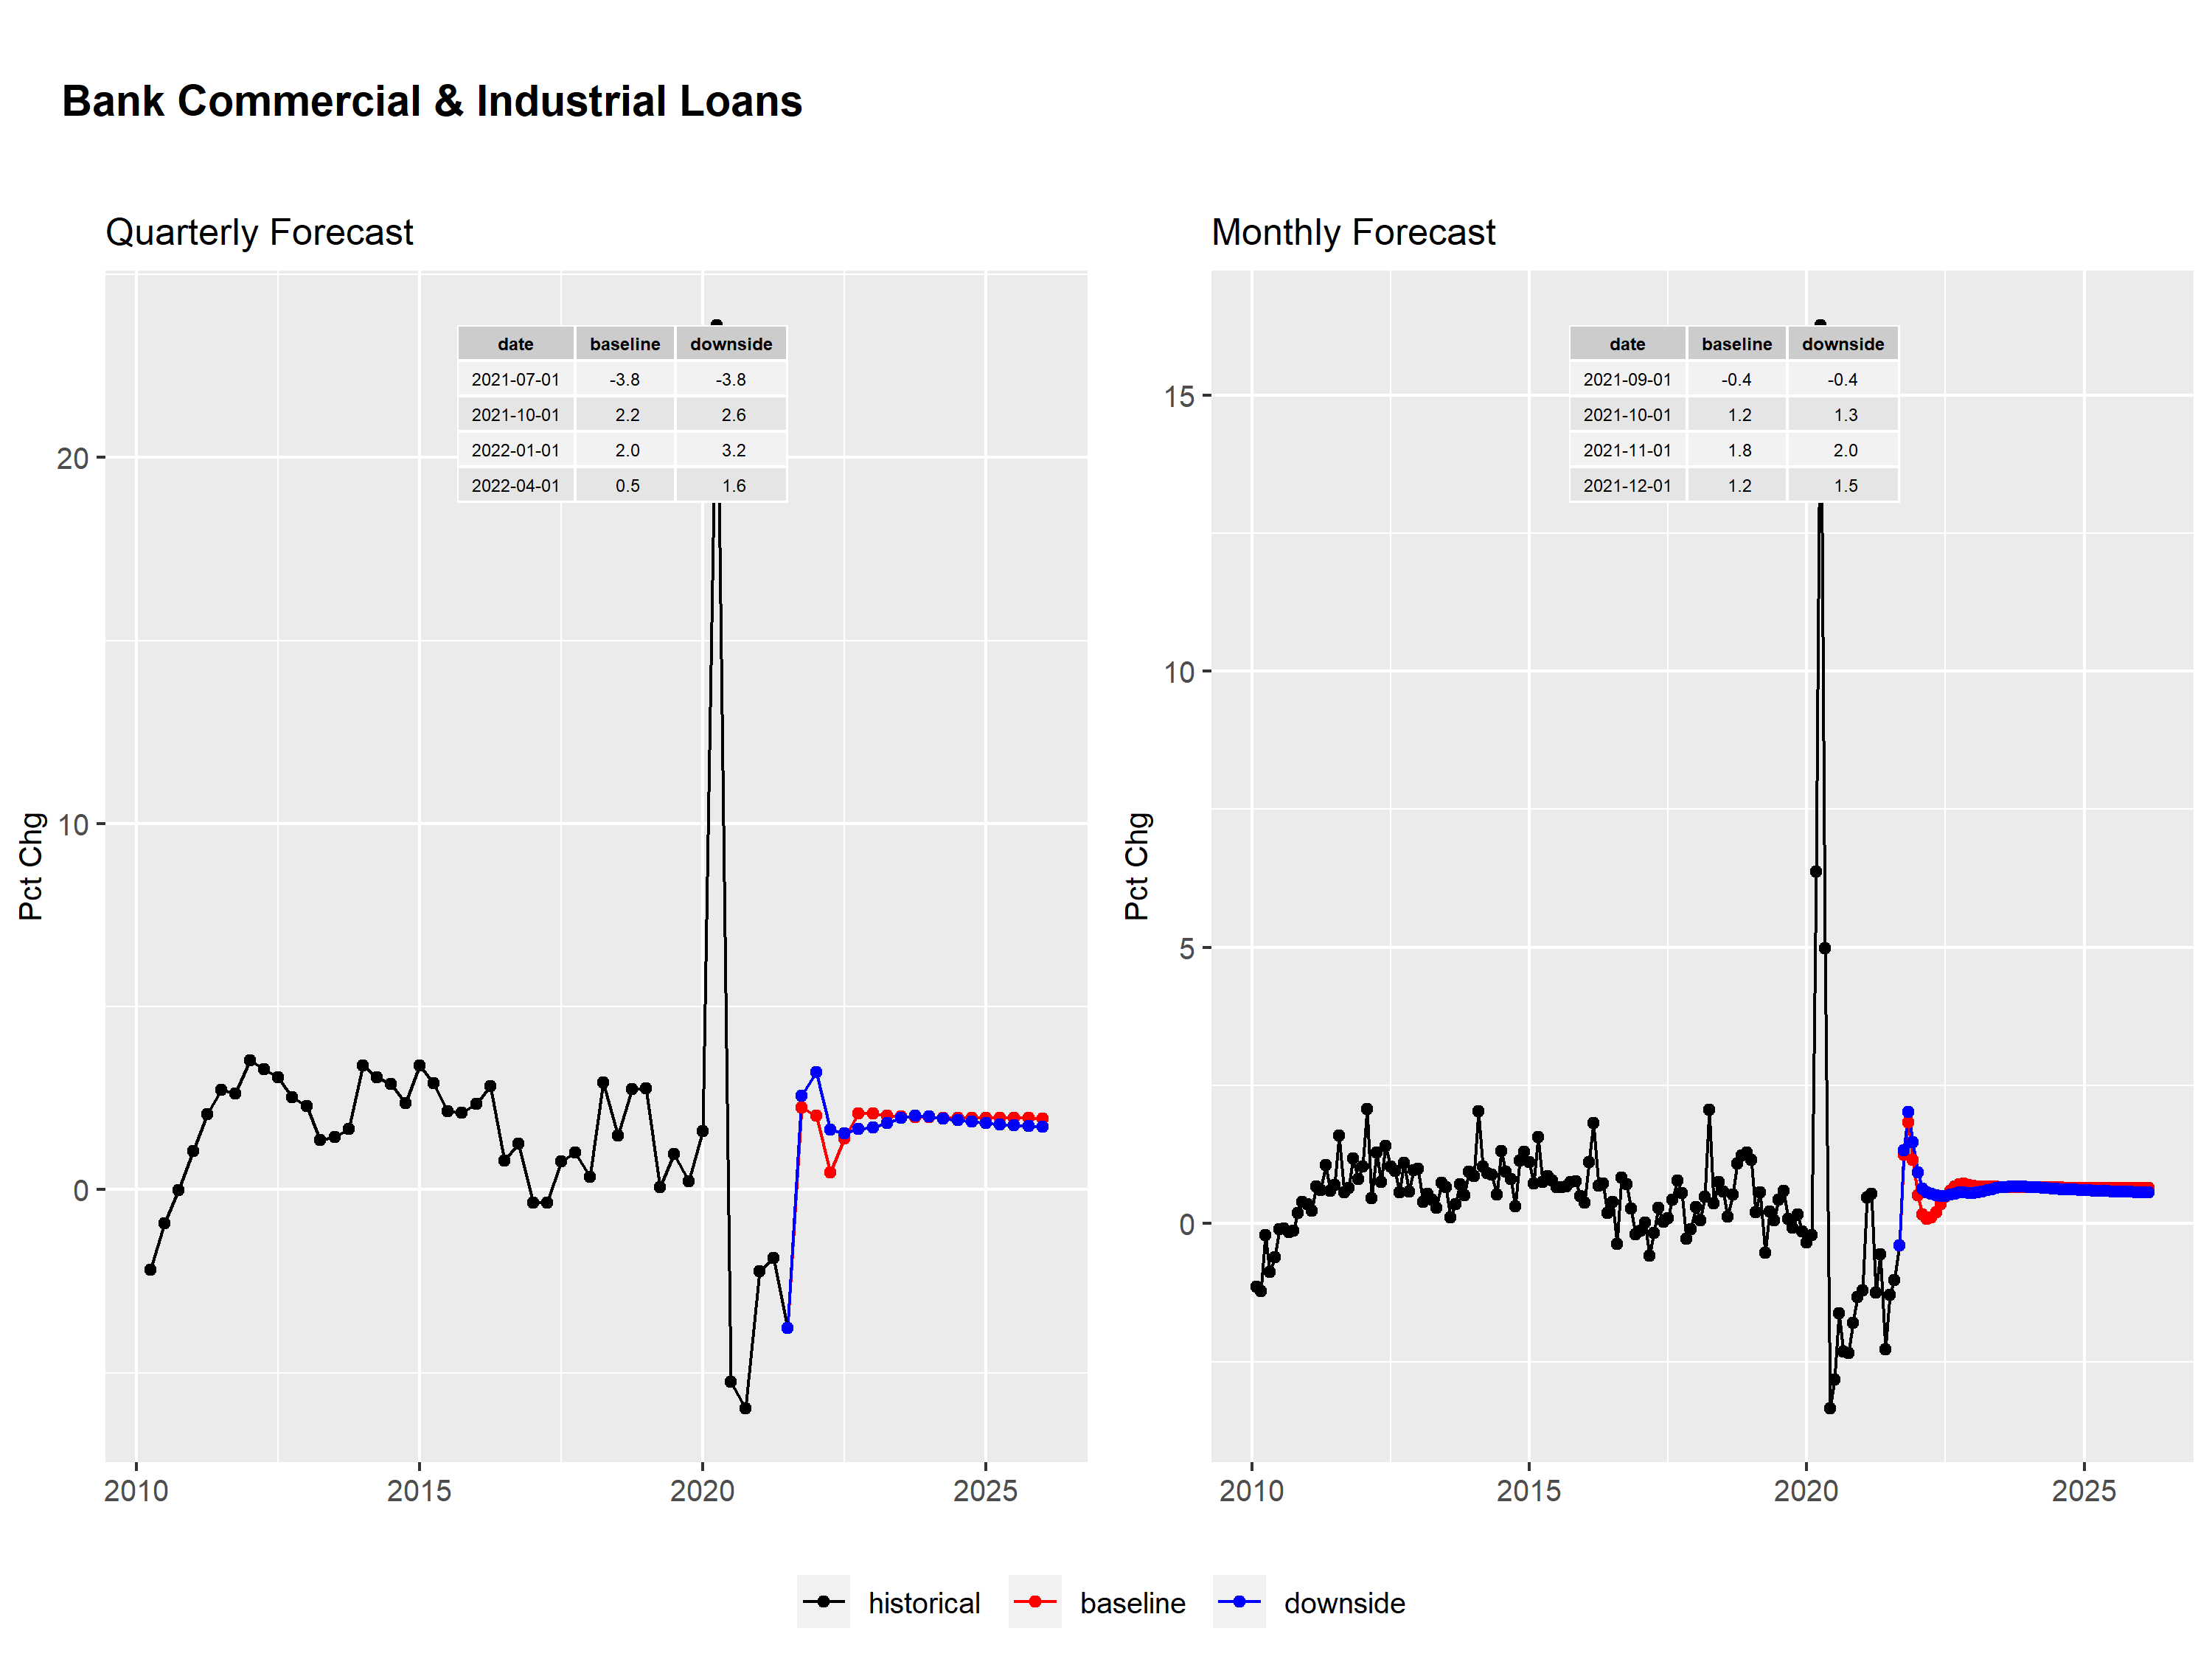 Bank Commercial & Industrial Loans
Quarterly Forecast
Pct Chg
20
10
0
2010 2015 2020 2025
date baseline downside
2021-07-01 -3.8 -3.8
2021-10-01 2.2 2.6
2022-01-01 2.0 3.2
2022-04-01 0.5 1.6
Monthly Forecast
Pct Chg
15
10
5
0
2010 2015 2020 2025
date baseline downside
2021-09-01 -0.4 -0.4
2021-10-01 1.2 1.3
2021-11-01 1.8 2.0
2021-12-01 1.2 1.5
historical baseline downside